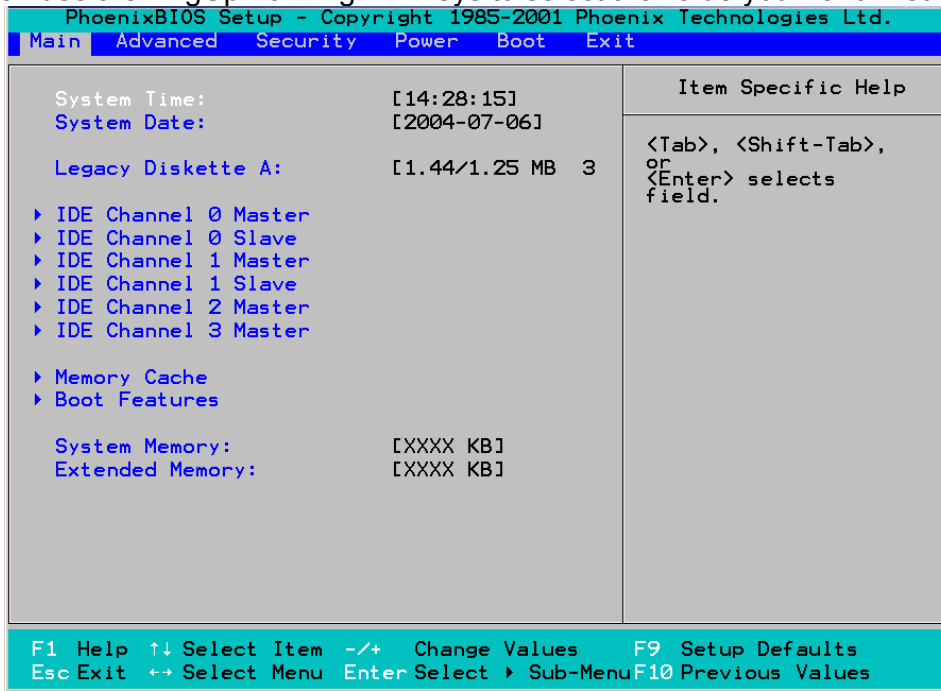 PhoenixBIOS Setup - Copyright 1985-2001 Phoenix Technologies Ltd.
Main Advanced Security Power Boot Exit
System Time: [14:28:15]
System Date: [2004-07-06]
Legacy Diskette A: [1.44/1.25 MB 3
▸ IDE Channel 0 Master
▸ IDE Channel 0 Slave
▸ IDE Channel 1 Master
▸ IDE Channel 1 Slave
▸ IDE Channel 2 Master
▸ IDE Channel 3 Master
▸ Memory Cache
▸ Boot Features
System Memory: [XXXX KB]
Extended Memory: [XXXX KB]
Item Specific Help
<Tab>, <Shift-Tab>,
or
<Enter> selects
field.
F1 Help ↑↓ Select Item -/+ Change Values F9 Setup Defaults
Esc Exit ←→ Select Menu Enter Select ▸ Sub-Menu F10 Previous Values